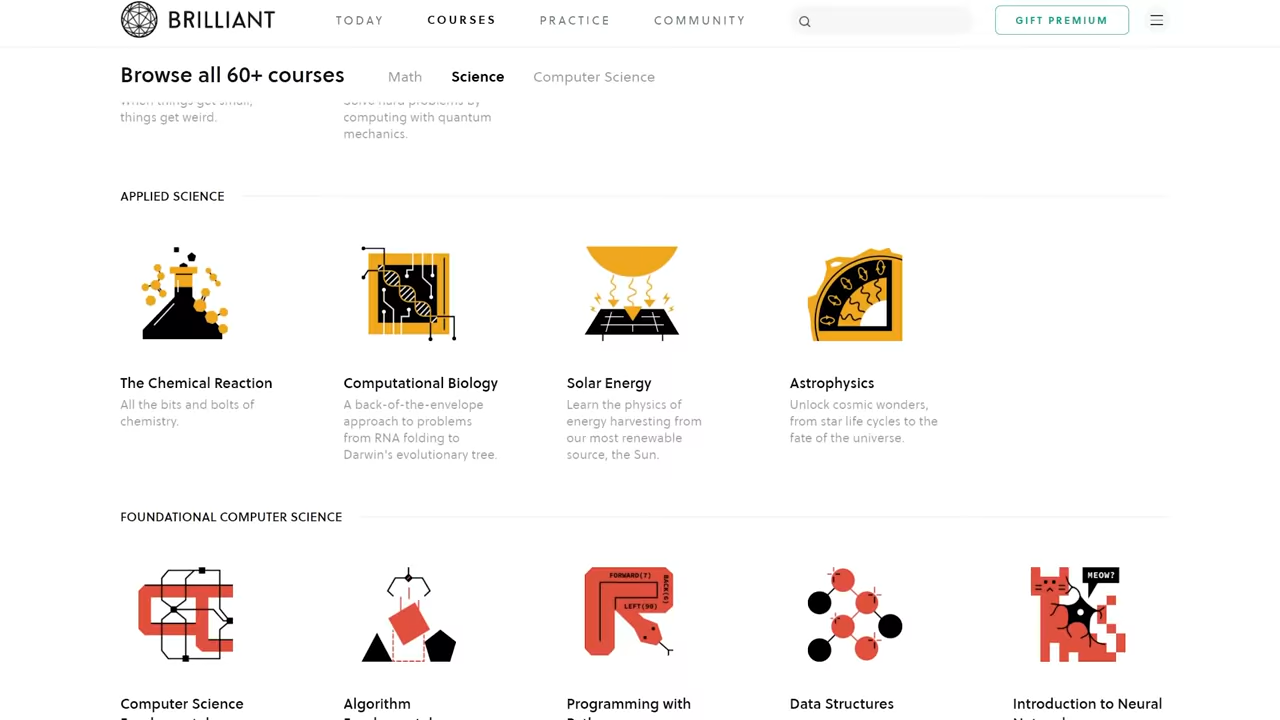 BRILLIANT
TODAY COURSES PRACTICE COMMUNITY GIFT PREMIUM
Browse all 60+ courses Math Science Computer Science
When things get small,
things get weird.
Solve hard problems by
computing with quantum
mechanics.
APPLIED SCIENCE
The Chemical Reaction
All the bits and bolts of
chemistry.
Computational Biology
A back-of-the-envelope
approach to problems
from RNA folding to
Darwin's evolutionary tree.
Solar Energy
Learn the physics of
energy harvesting from
our most renewable
source, the Sun.
Astrophysics
Unlock cosmic wonders,
from star life cycles to the
fate of the universe.
FOUNDATIONAL COMPUTER SCIENCE
FORWARD(7)
BACK(6)
LEFT(90)
MEOW?
Computer Science
Algorithm
Programming with
Data Structures
Introduction to Neural